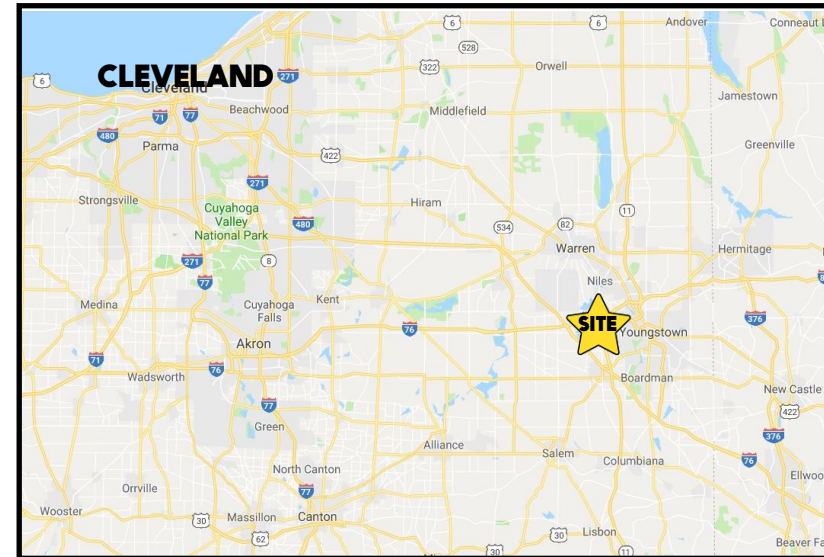 6
6
Andover
Conneaut L
528
322
Orwell
CLEVELAND
Cleveland
271
6
Jamestown
Beachwood
Middlefield
71
77
480
Parma
Greenville
422
271
Strongsville
Hiram
Cuyahoga
Valley
National Park
11
480
534
82
Warren
Hermitage
8
271
77
Niles
8
Medina
Cuyahoga
Falls
Kent
376
SITE
Youngstown
76
Akron
71
76
Wadsworth
Boardman
New Castle
77
422
Green
376
Alliance
Salem
Columbiana
76
North Canton
Ellwoo
77
Orrville
Wooster
30
Massillon
Canton
62
30
Lisbon
30
11
Beaver Fa